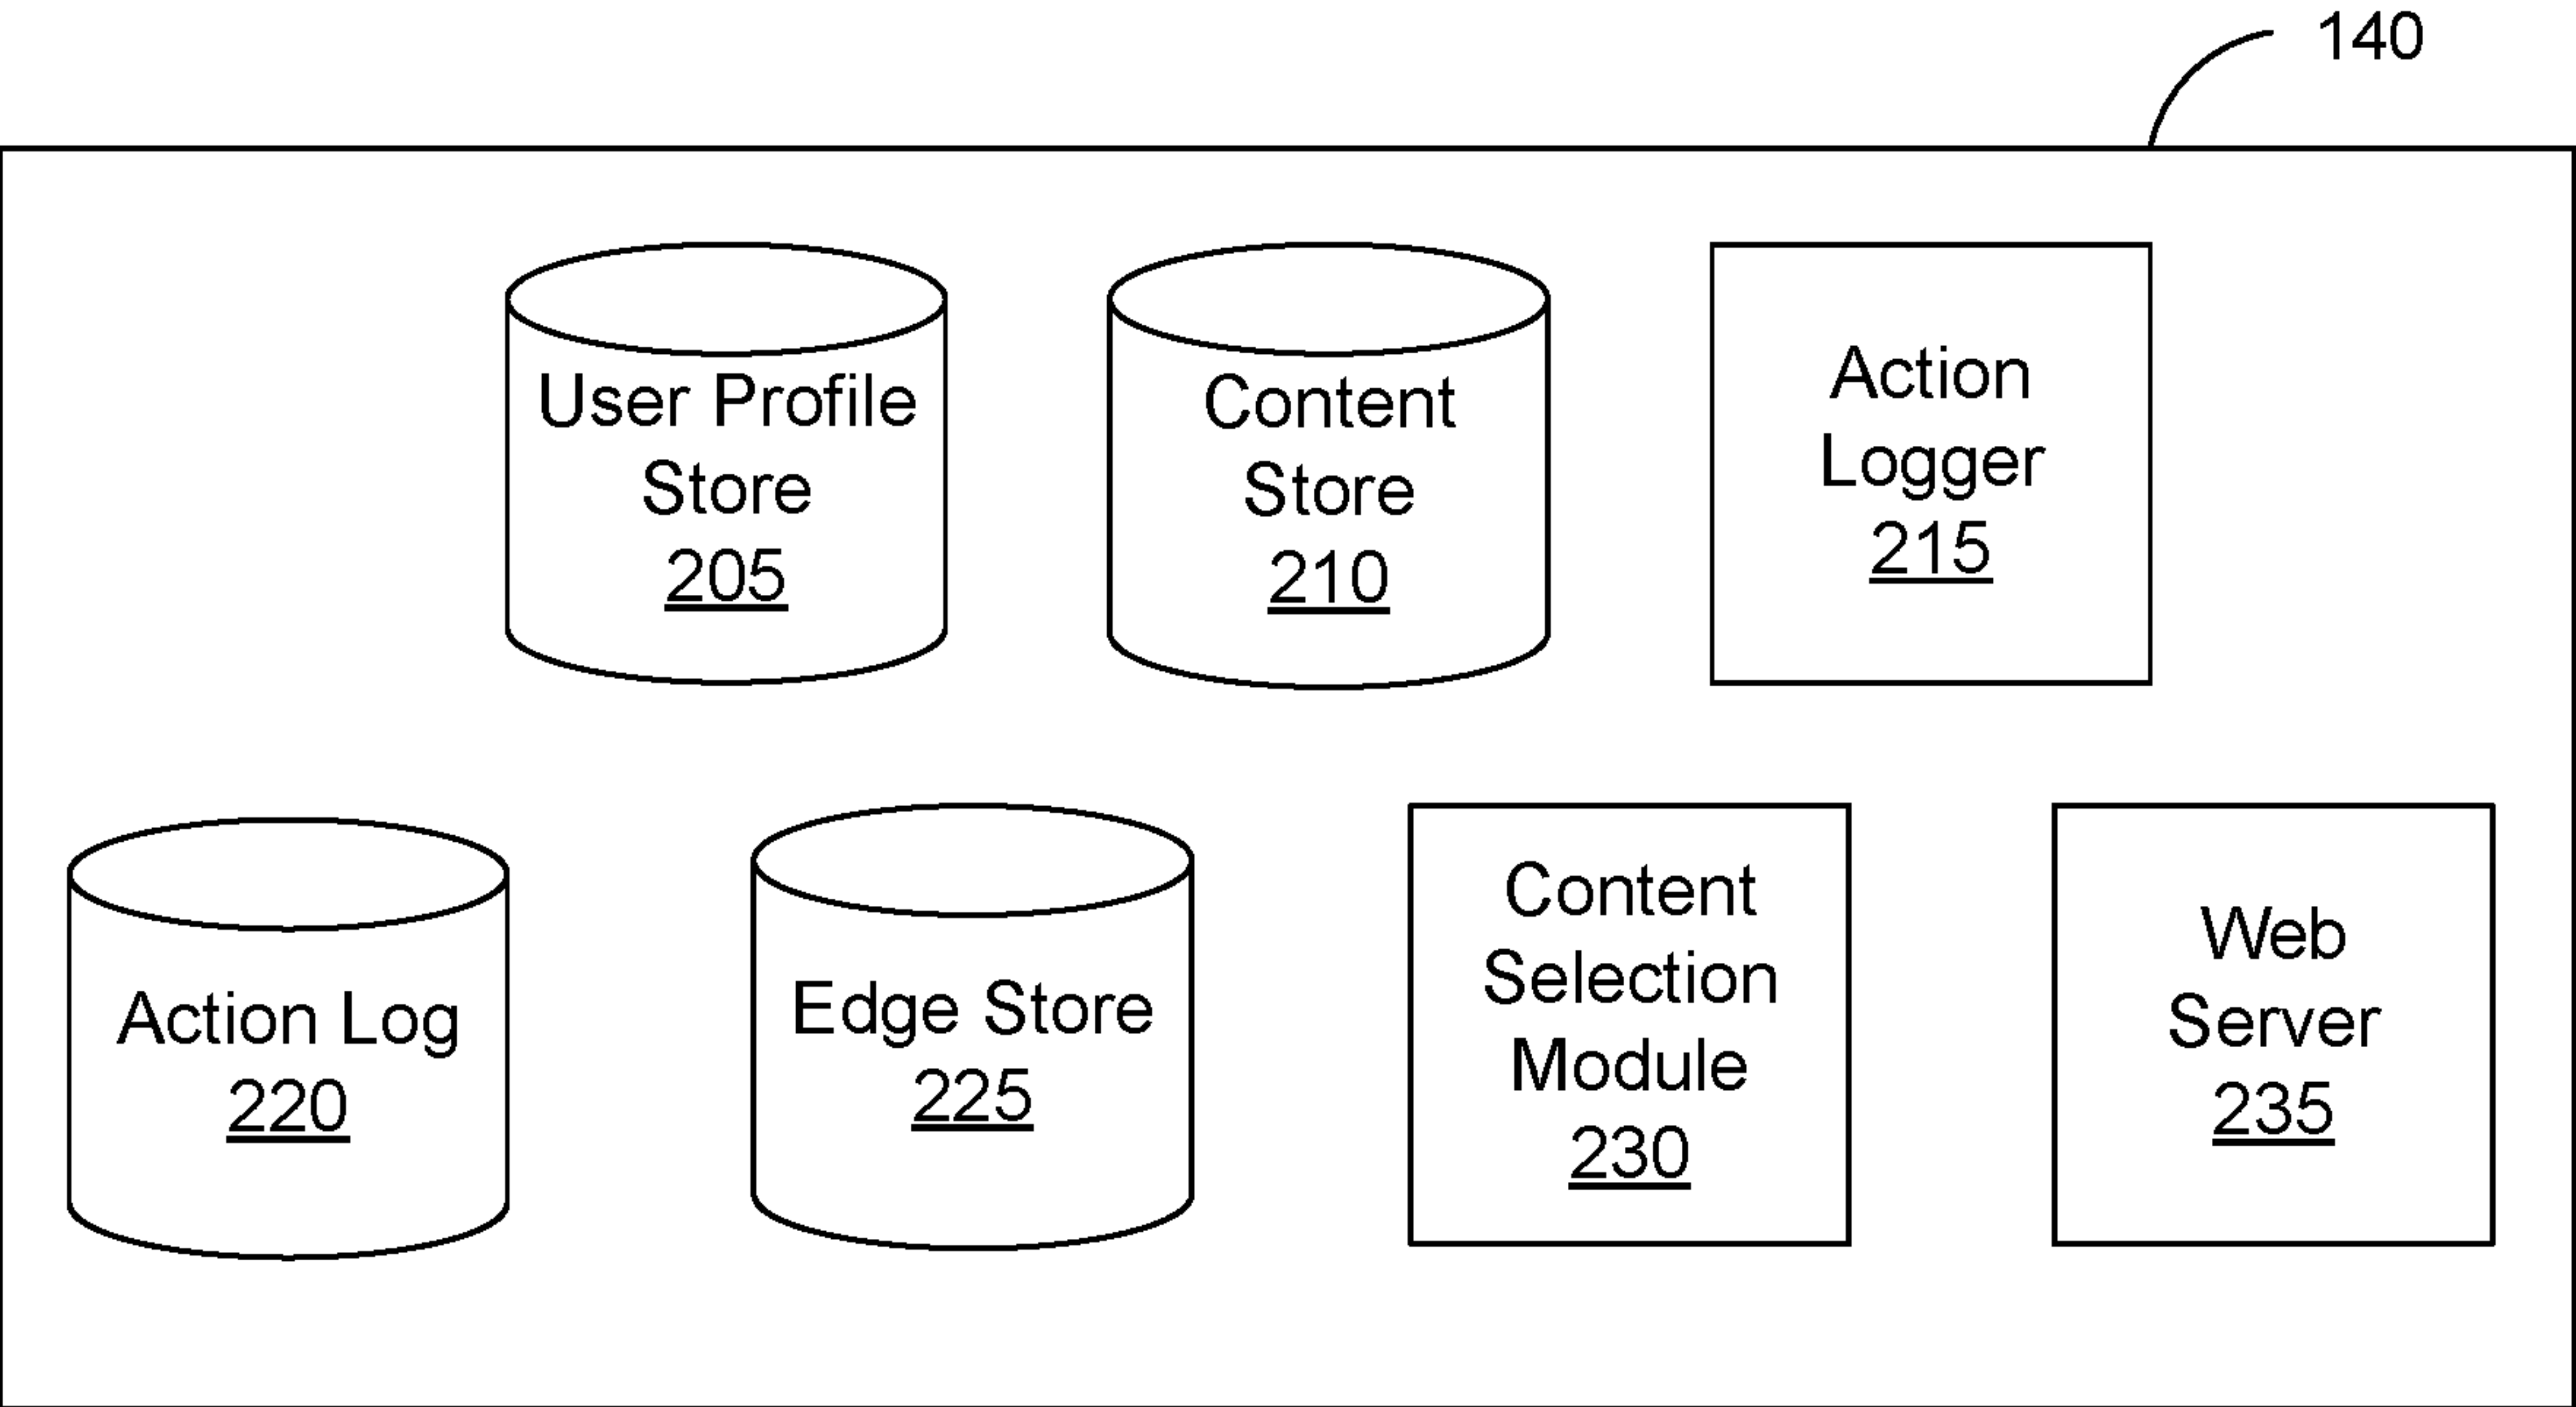 140
User Profile
Store
205
Content
Store
210
Action
Logger
215
Action Log
220
Edge Store
225
Content
Selection
Module
230
Web
Server
235